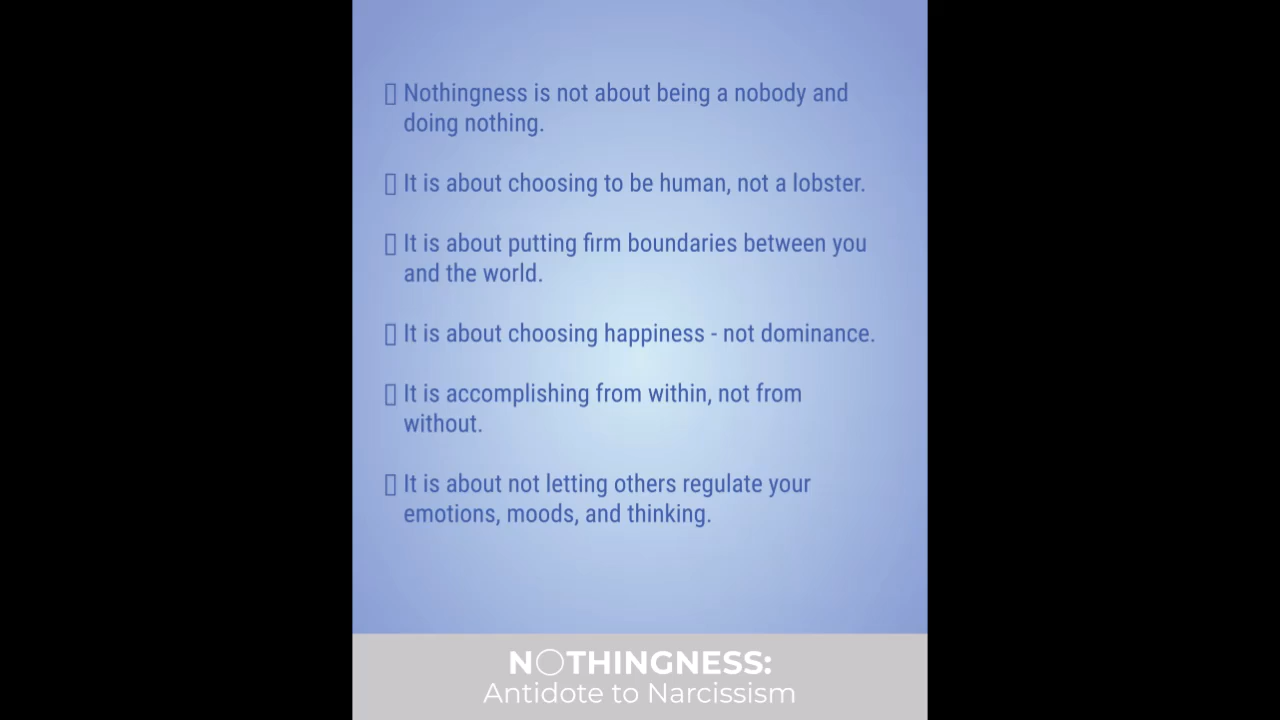 ▯ Nothingness is not about being a nobody and
doing nothing.
▯ It is about choosing to be human, not a lobster.
▯ It is about putting firm boundaries between you
and the world.
▯ It is about choosing happiness - not dominance.
▯ It is accomplishing from within, not from
without.
▯ It is about not letting others regulate your
emotions, moods, and thinking.
N◯THINGNESS:
Antidote to Narcissism